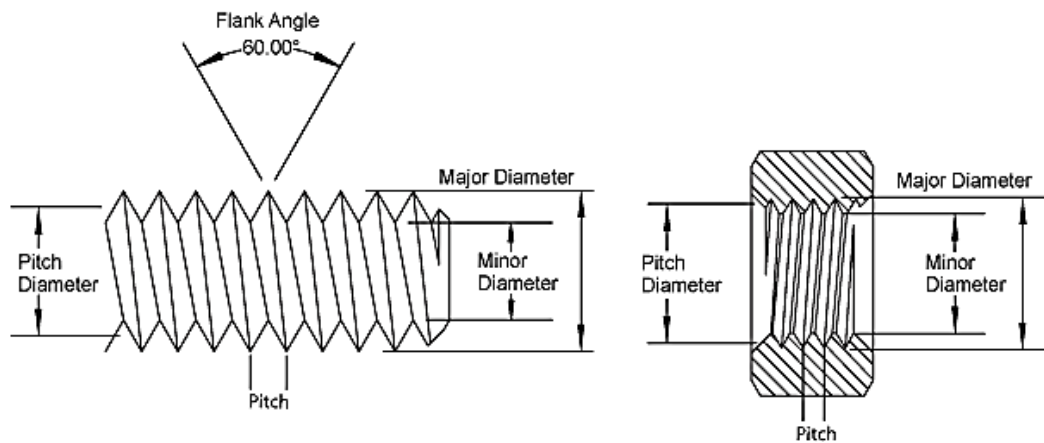 Flank Angle
60.00°
Major Diameter
Pitch
Diameter
Minor
Diameter
Pitch
Major Diameter
Pitch
Diameter
Minor
Diameter
Pitch